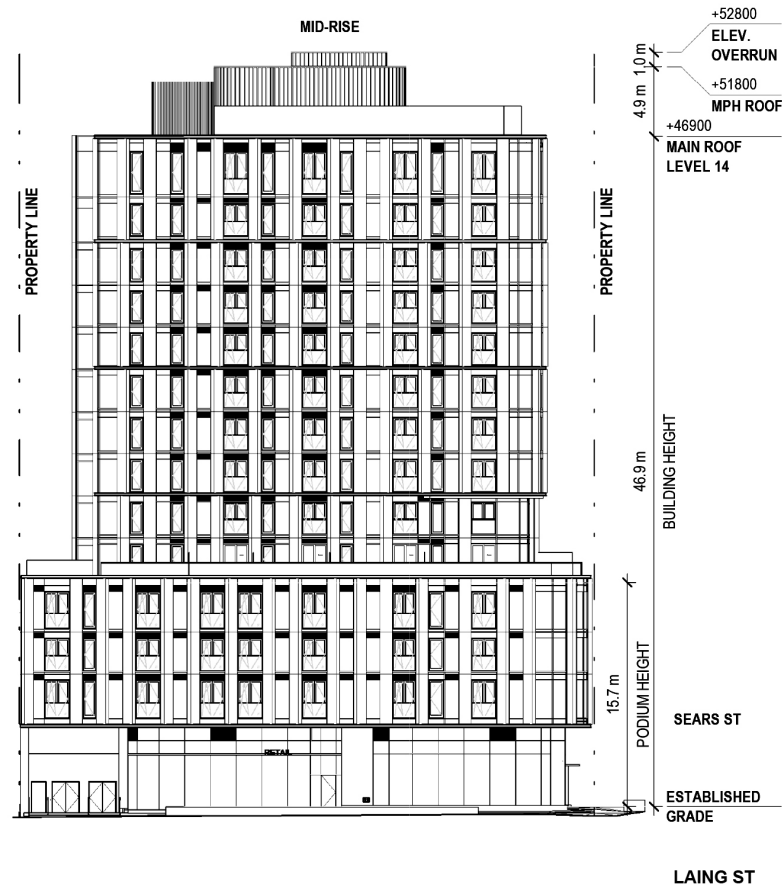 MID-RISE
+52800
ELEV.
OVERRUN
1.0 m
+51800
MPH ROOF
4.9 m
+46900
MAIN ROOF
LEVEL 14
PROPERTY LINE
PROPERTY LINE
46.9 m
BUILDING HEIGHT
15.7 m
PODIUM HEIGHT
SEARS ST
RETAIL
ESTABLISHED
GRADE
LAING ST